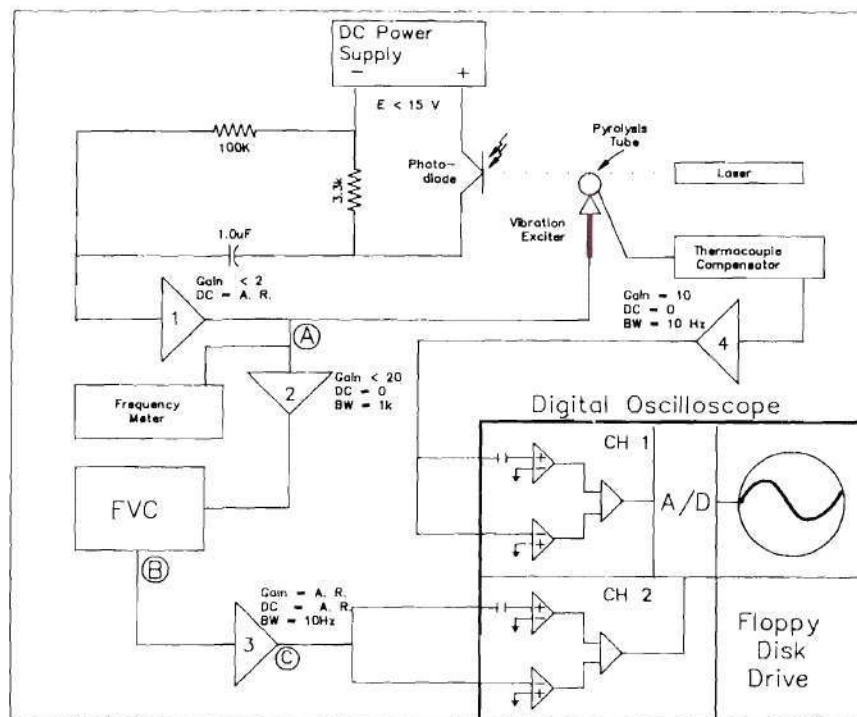 DC Power
Supply
− +
E < 15 V
100K
3.3k
1.0uF
Photo-
diode
Pyrolysis
Tube
Laser
Vibration
Exciter
Thermocouple
Compensator
Gain < 2
DC = A. R.
1
A
Gain = 10
DC = 0
BW = 10 Hz
4
2
Gain < 20
DC = 0
BW = 1k
Frequency
Meter
Digital Oscilloscope
CH 1
A/D
+
−
−
+
FVC
B
Gain = A. R.
DC = A. R.
BW = 10Hz
3
C
CH 2
+
−
−
+
Floppy
Disk
Drive